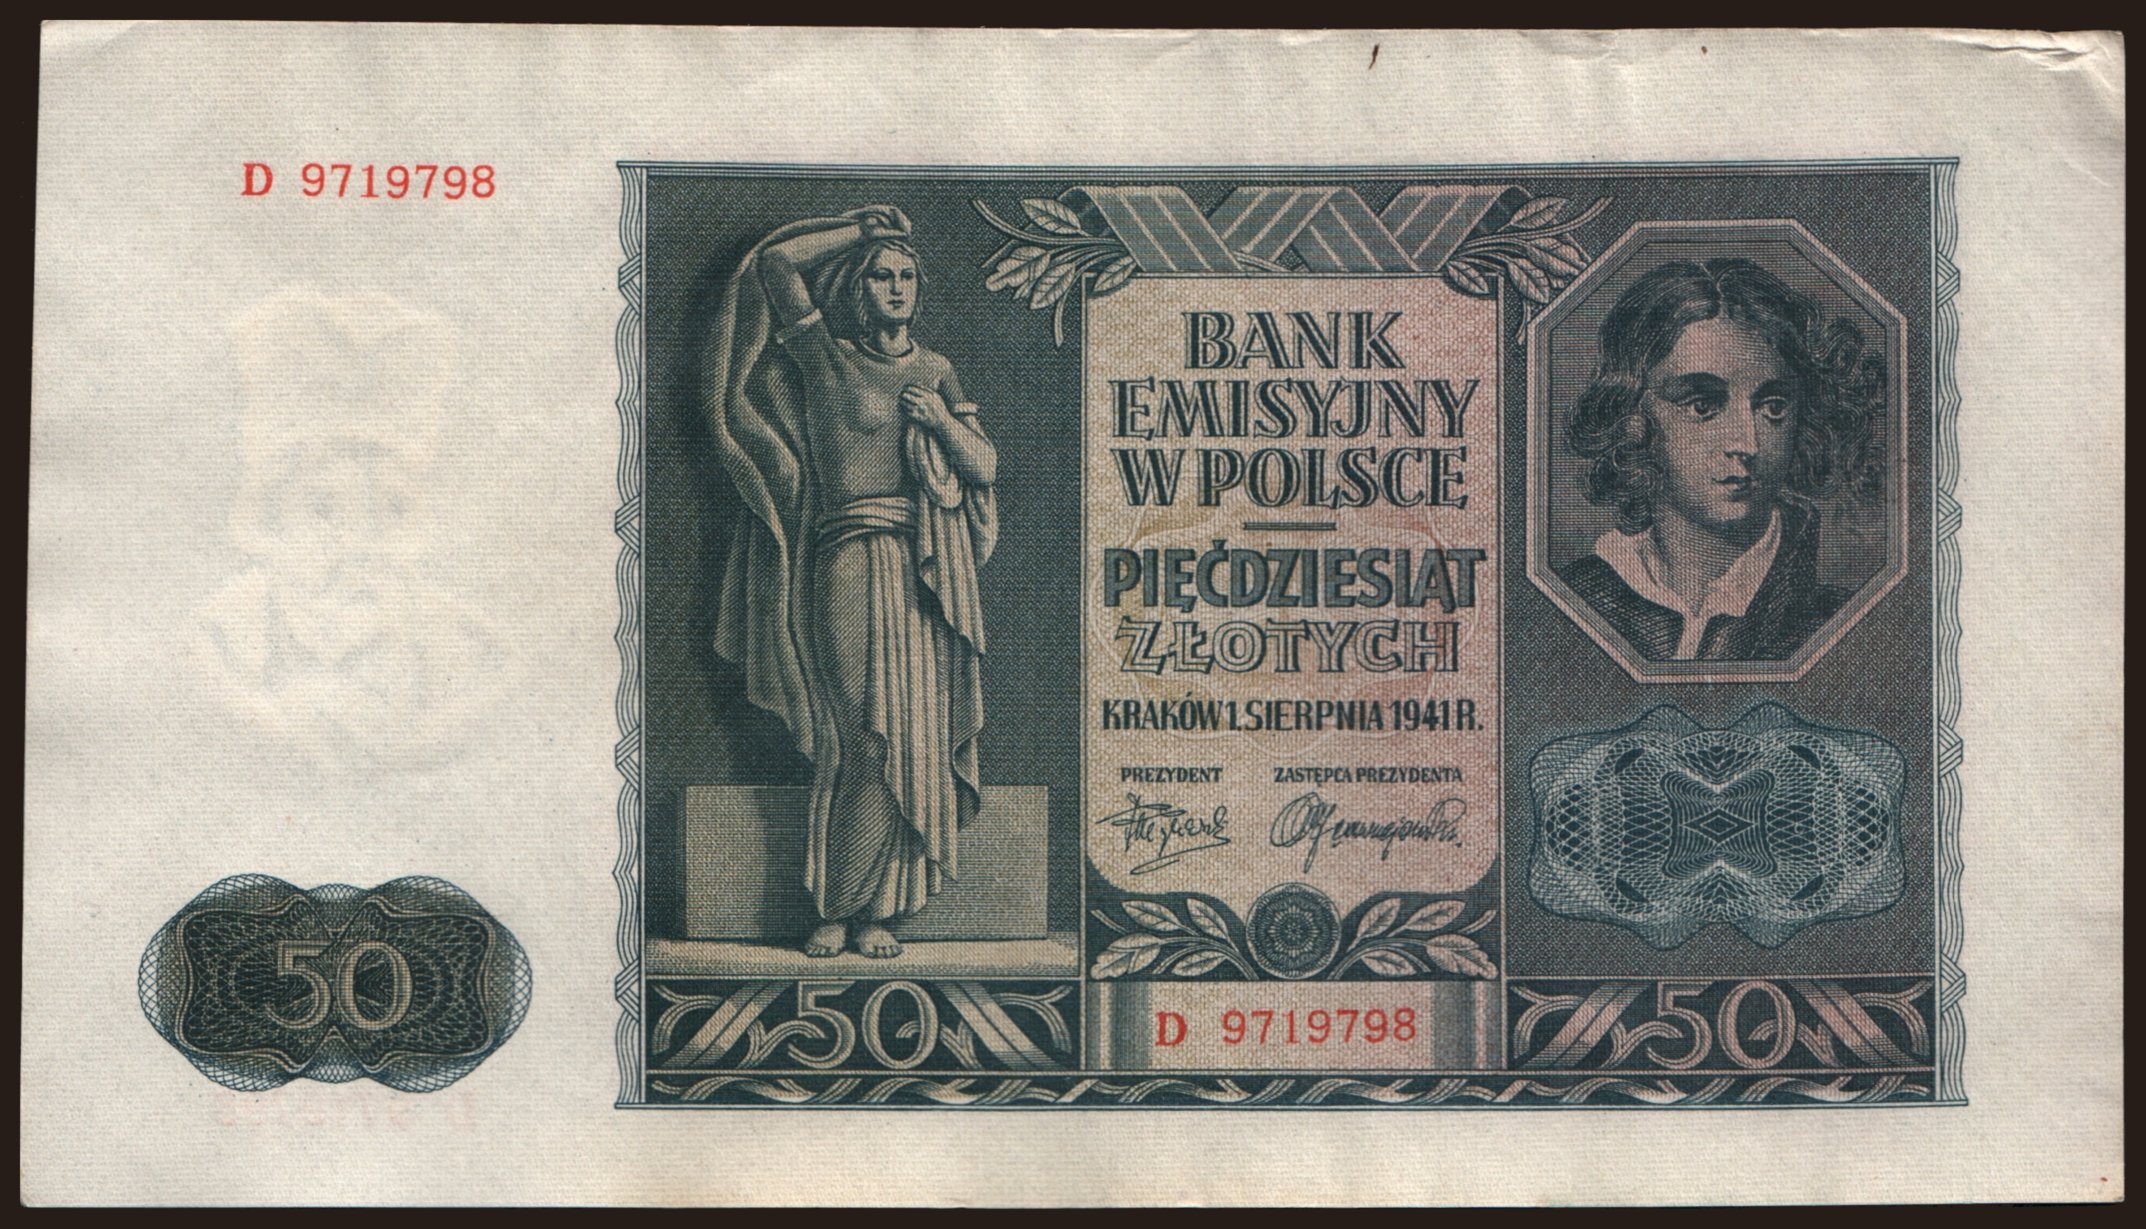 D 9719798
BANK
EMISYJNY
W POLSCE
PIĘĆDZIESIĄT
ZŁOTYCH
KRAKÓW 1. SIERPNIA 1941 R.
PREZYDENT ZASTĘPCA PREZYDENTA
50
50 D 9719798 50